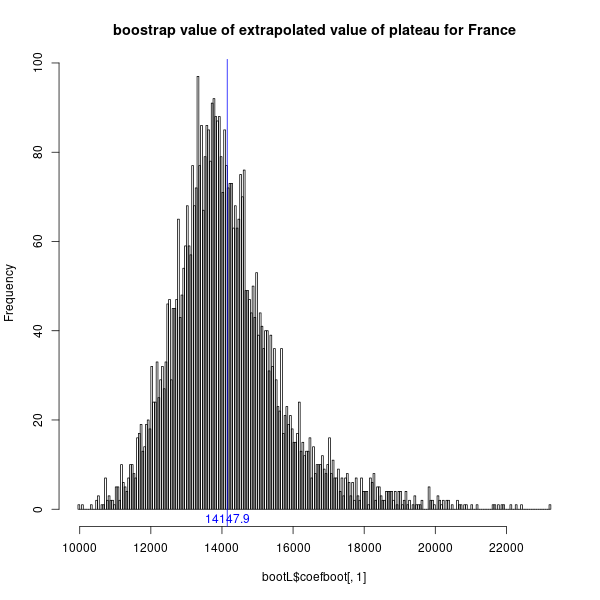 boostrap value of extrapolated value of plateau for France
100
80
60
40
20
0
Frequency
14147.9
10000 12000 14000 16000 18000 20000 22000
bootL$coefboot[, 1]